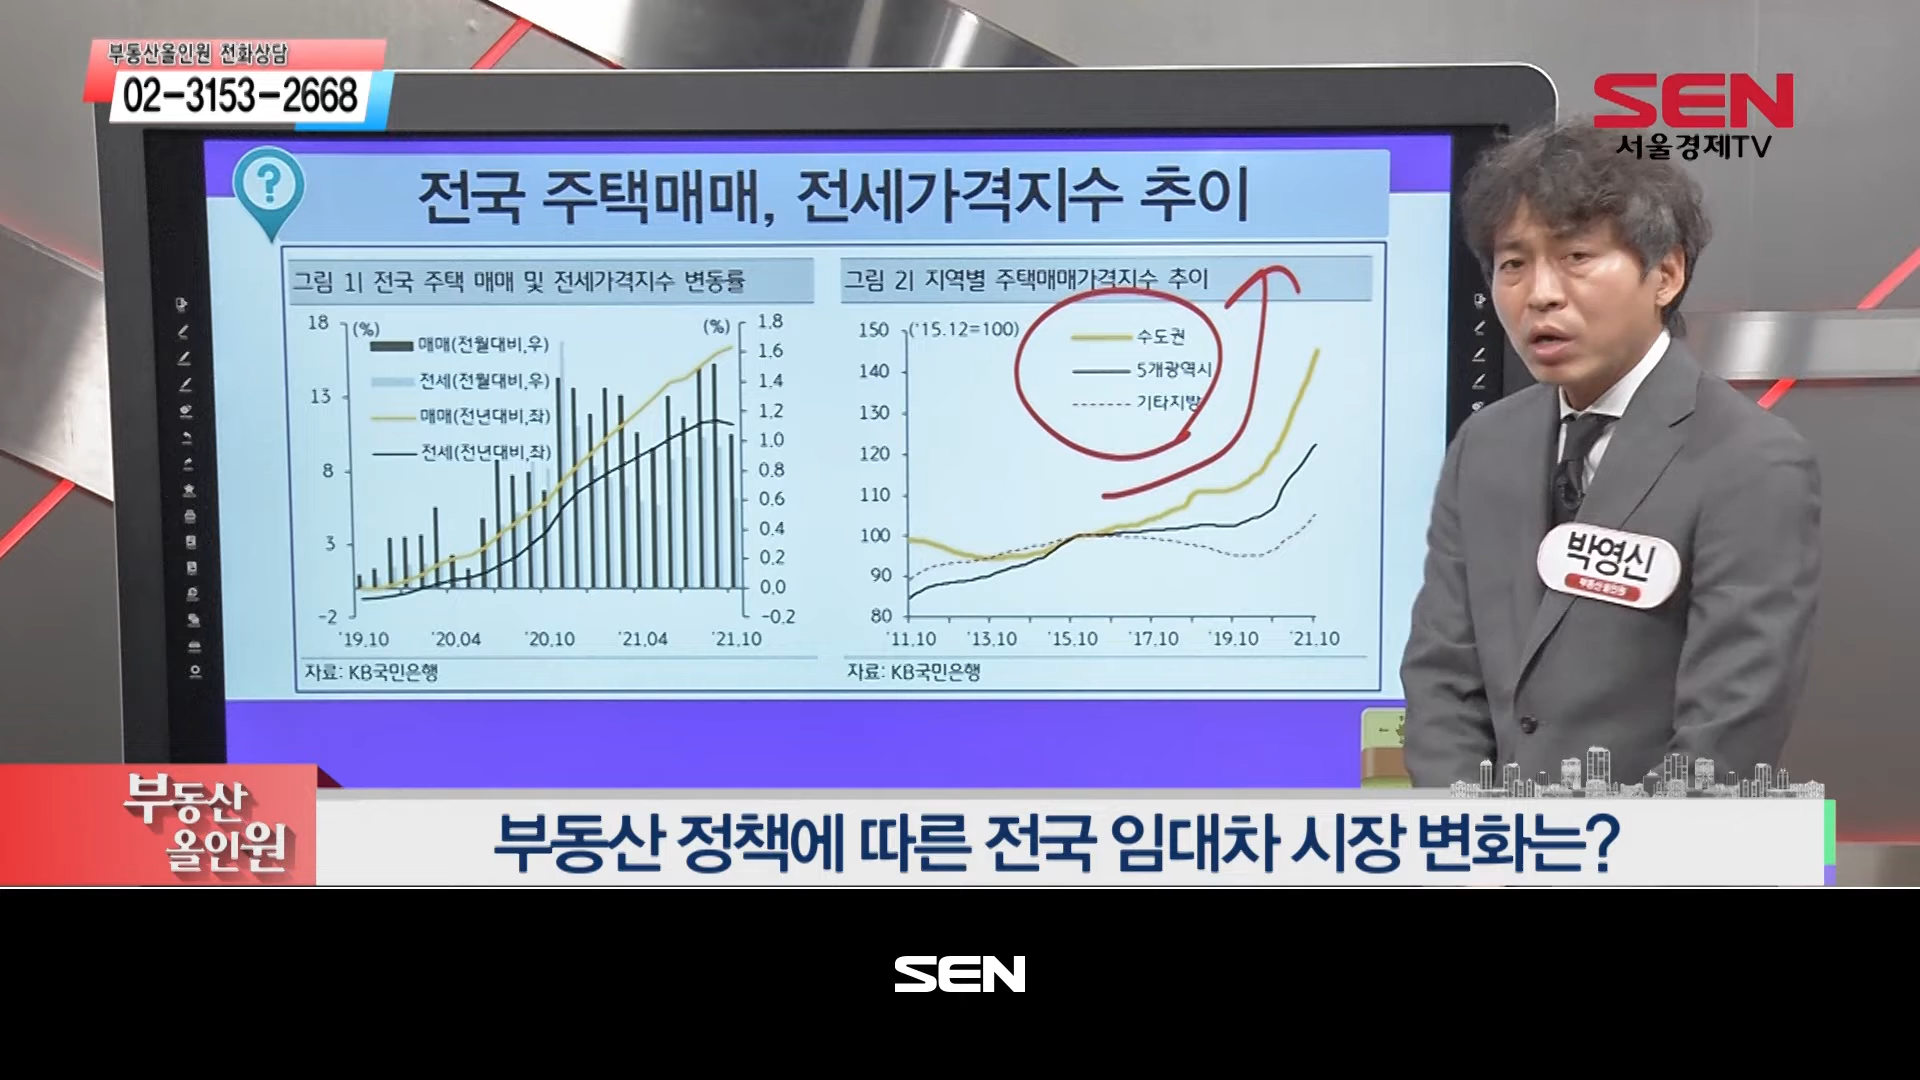 부동산올인원 전화상담
02-3153-2668
SEN
서울경제TV
?
전국 주택매매, 전세가격지수 추이
그림 1| 전국 주택 매매 및 전세가격지수 변동률
18 (%) (%) 1.8
매매(전월대비,우)
1.6
전세(전월대비,우)
1.4
13
매매(전년대비,좌)
1.2
전세(전년대비,좌)
1.0
8 0.8
0.6
3 0.4
0.2
0.0
-2 -0.2
'19.10 '20.04 '20.10 '21.04 '21.10
자료: KB국민은행
그림 2| 지역별 주택매매가격지수 추이
150 ('15.12=100)
수도권
140 5개광역시
기타지방
130
120
110
100
90
80
'11.10 '13.10 '15.10 '17.10 '19.10 '21.10
자료: KB국민은행
박영신
부동산 올인원
부동산
올인원
부동산 정책에 따른 전국 임대차 시장 변화는?
SEN